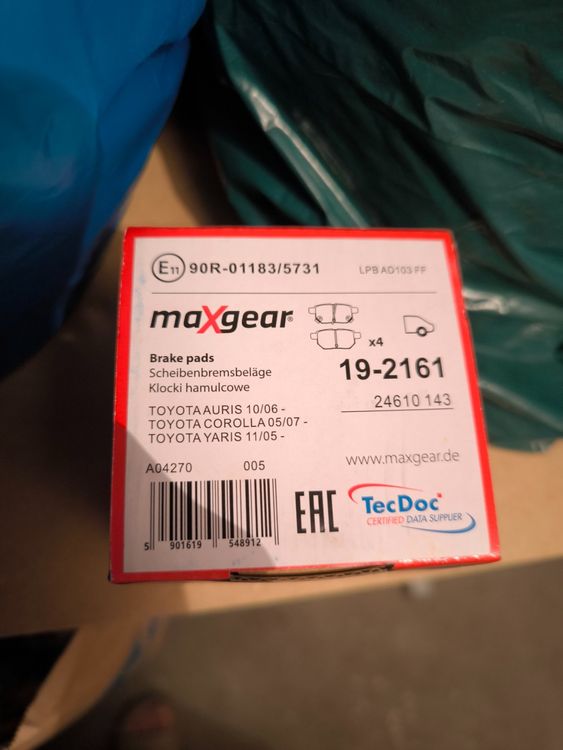 E11 90R-01183/5731
LPB AD103 FF
maXgear®
x4
Brake pads
Scheibenbremsbeläge
Klocki hamulcowe
19-2161
24610 143
TOYOTA AURIS 10/06 -
TOYOTA COROLLA 05/07 -
TOYOTA YARIS 11/05 -
www.maxgear.de
A04270 005
EAC
TecDoc
CERTIFIED DATA SUPPLIER
5 901619 548912